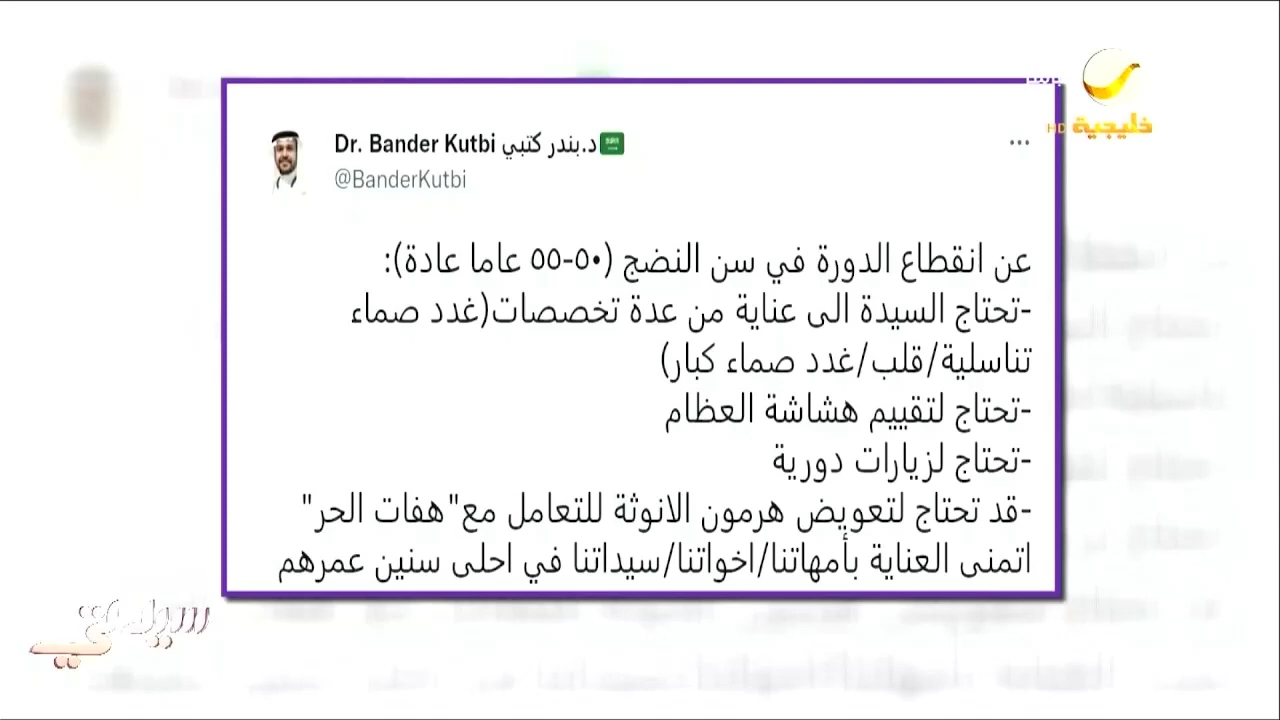 خليجية HD
Dr. Bander Kutbi د.بندر كتبي
@BanderKutbi
عن انقطاع الدورة في سن النضج (٥٠-٥٥ عاما عادة):
-تحتاج السيدة الى عناية من عدة تخصصات(غدد صماء
تناسلية/قلب/غدد صماء كبار)
-تحتاج لتقييم هشاشة العظام
-تحتاج لزيارات دورية
-قد تحتاج لتعويض هرمون الانوثة للتعامل مع"هفات الحر"
اتمنى العناية بأمهاتنا/اخواتنا/سيداتنا في احلى سنين عمرهم